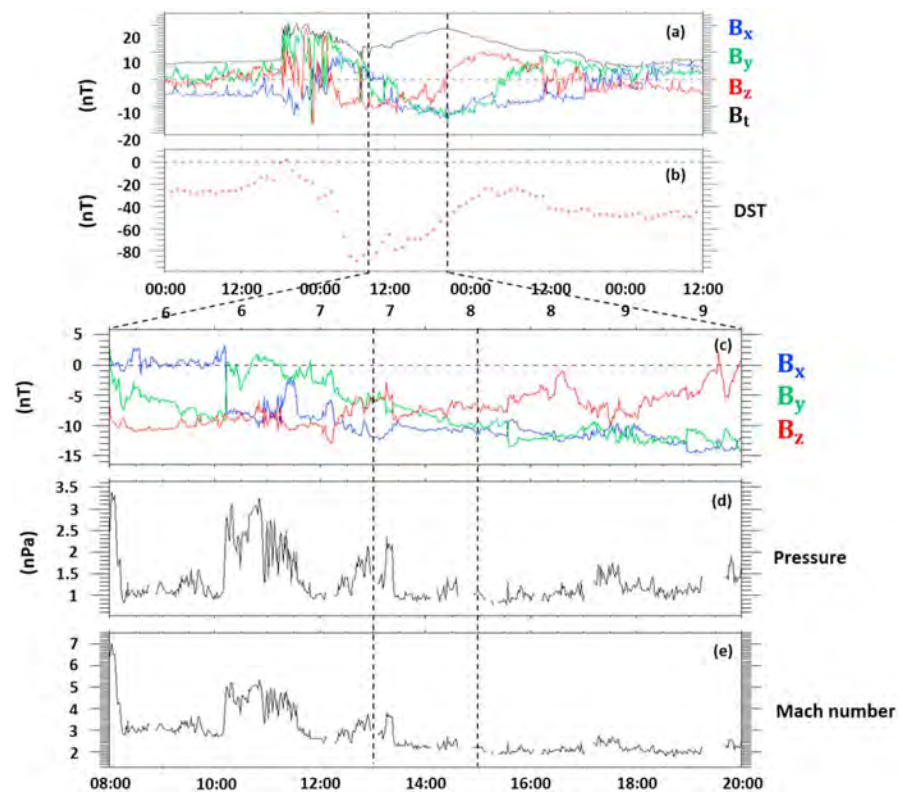 (a)
20
10
0
-10
-20
(nT)
Bx
By
Bz
Bt
(b)
0
-20
-40
-60
-80
(nT)
DST
00:00 12:00 00:00 12:00 00:00 12:00 00:00 12:00
6 6 7 7 8 8 9 9
(c)
5
0
-5
-10
-15
(nT)
Bx
By
Bz
(d)
3.5
3
2.5
2
1.5
1
(nPa)
Pressure
(e)
7
6
5
4
3
2
Mach number
08:00 10:00 12:00 14:00 16:00 18:00 20:00